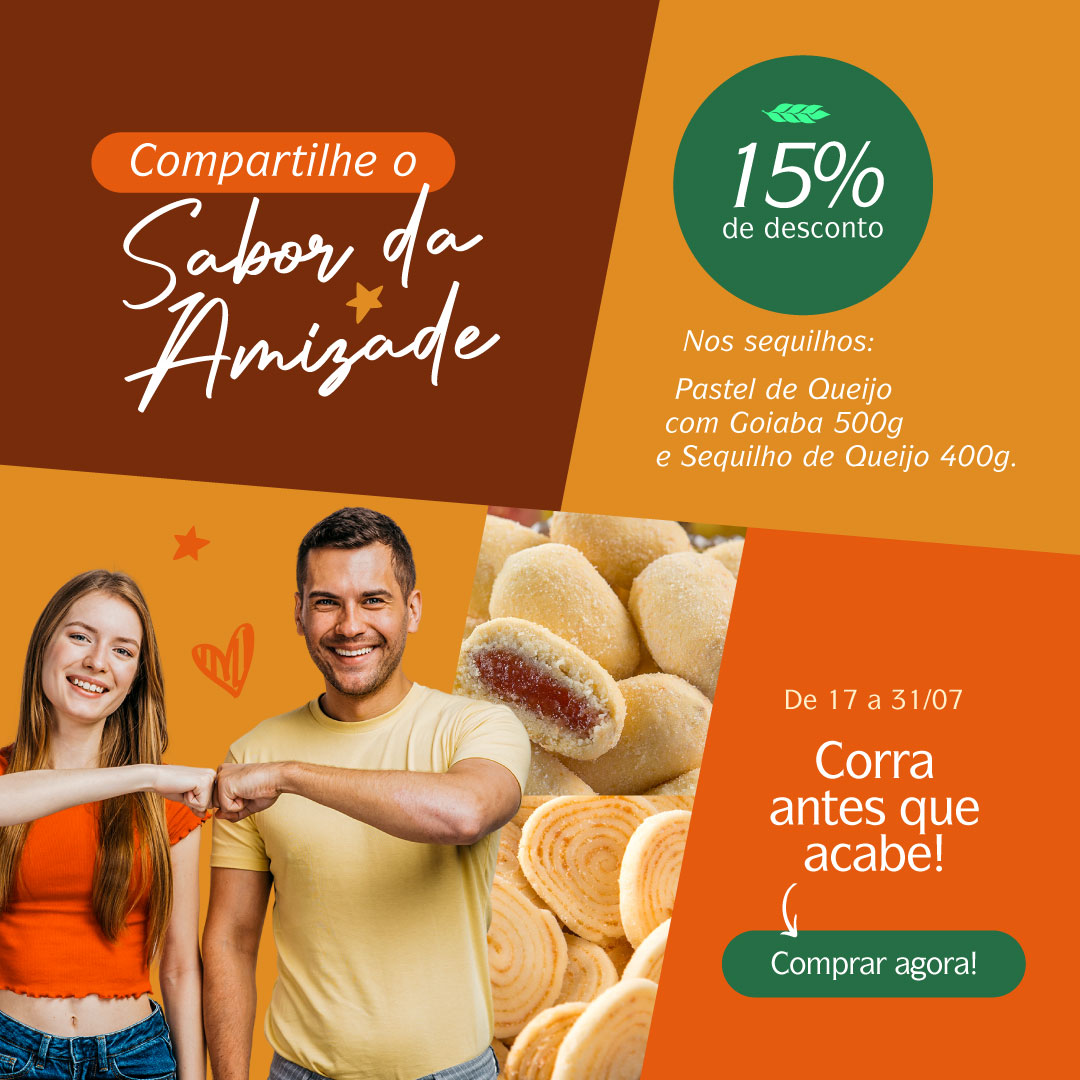 Compartilhe o
Sabor da
Amizade
15%
de desconto
Nos sequilhos:
Pastel de Queijo
com Goiaba 500g
e Sequilho de Queijo 400g.
De 17 a 31/07
Corra
antes que
acabe!
Comprar agora!